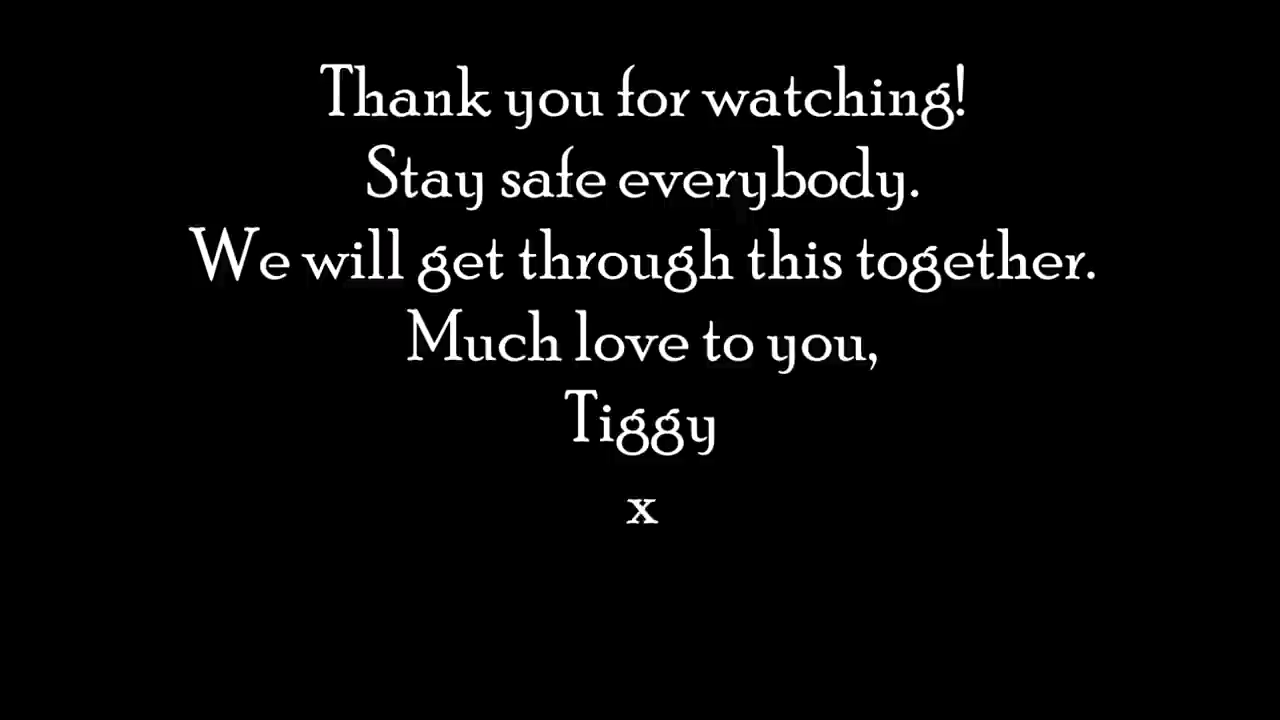 Thank you for watching!
Stay safe everybody.
We will get through this together.
Much love to you,
Tiggy
x